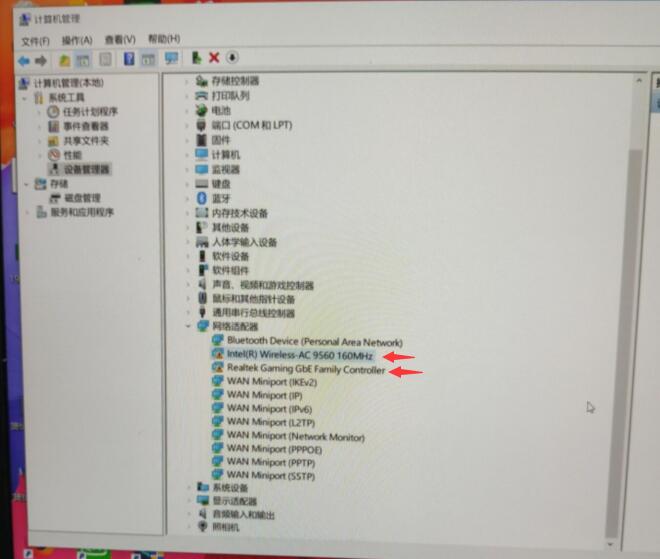 计算机管理
文件(F) 操作(A) 查看(V) 帮助(H)
计算机管理(本地)
系统工具
任务计划程序
事件查看器
共享文件夹
性能
设备管理器
存储
磁盘管理
服务和应用程序
存储控制器
打印队列
电池
端口 (COM 和 LPT)
固件
计算机
监视器
键盘
蓝牙
内存技术设备
其他设备
人体学输入设备
软件设备
软件组件
声音、视频和游戏控制器
鼠标和其他指针设备
通用串行总线控制器
网络适配器
Bluetooth Device (Personal Area Network)
Intel(R) Wireless-AC 9560 160MHz
Realtek Gaming GbE Family Controller
WAN Miniport (IKEv2)
WAN Miniport (IP)
WAN Miniport (IPv6)
WAN Miniport (L2TP)
WAN Miniport (Network Monitor)
WAN Miniport (PPPOE)
WAN Miniport (PPTP)
WAN Miniport (SSTP)
系统设备
显示适配器
音频输入和输出
照相机